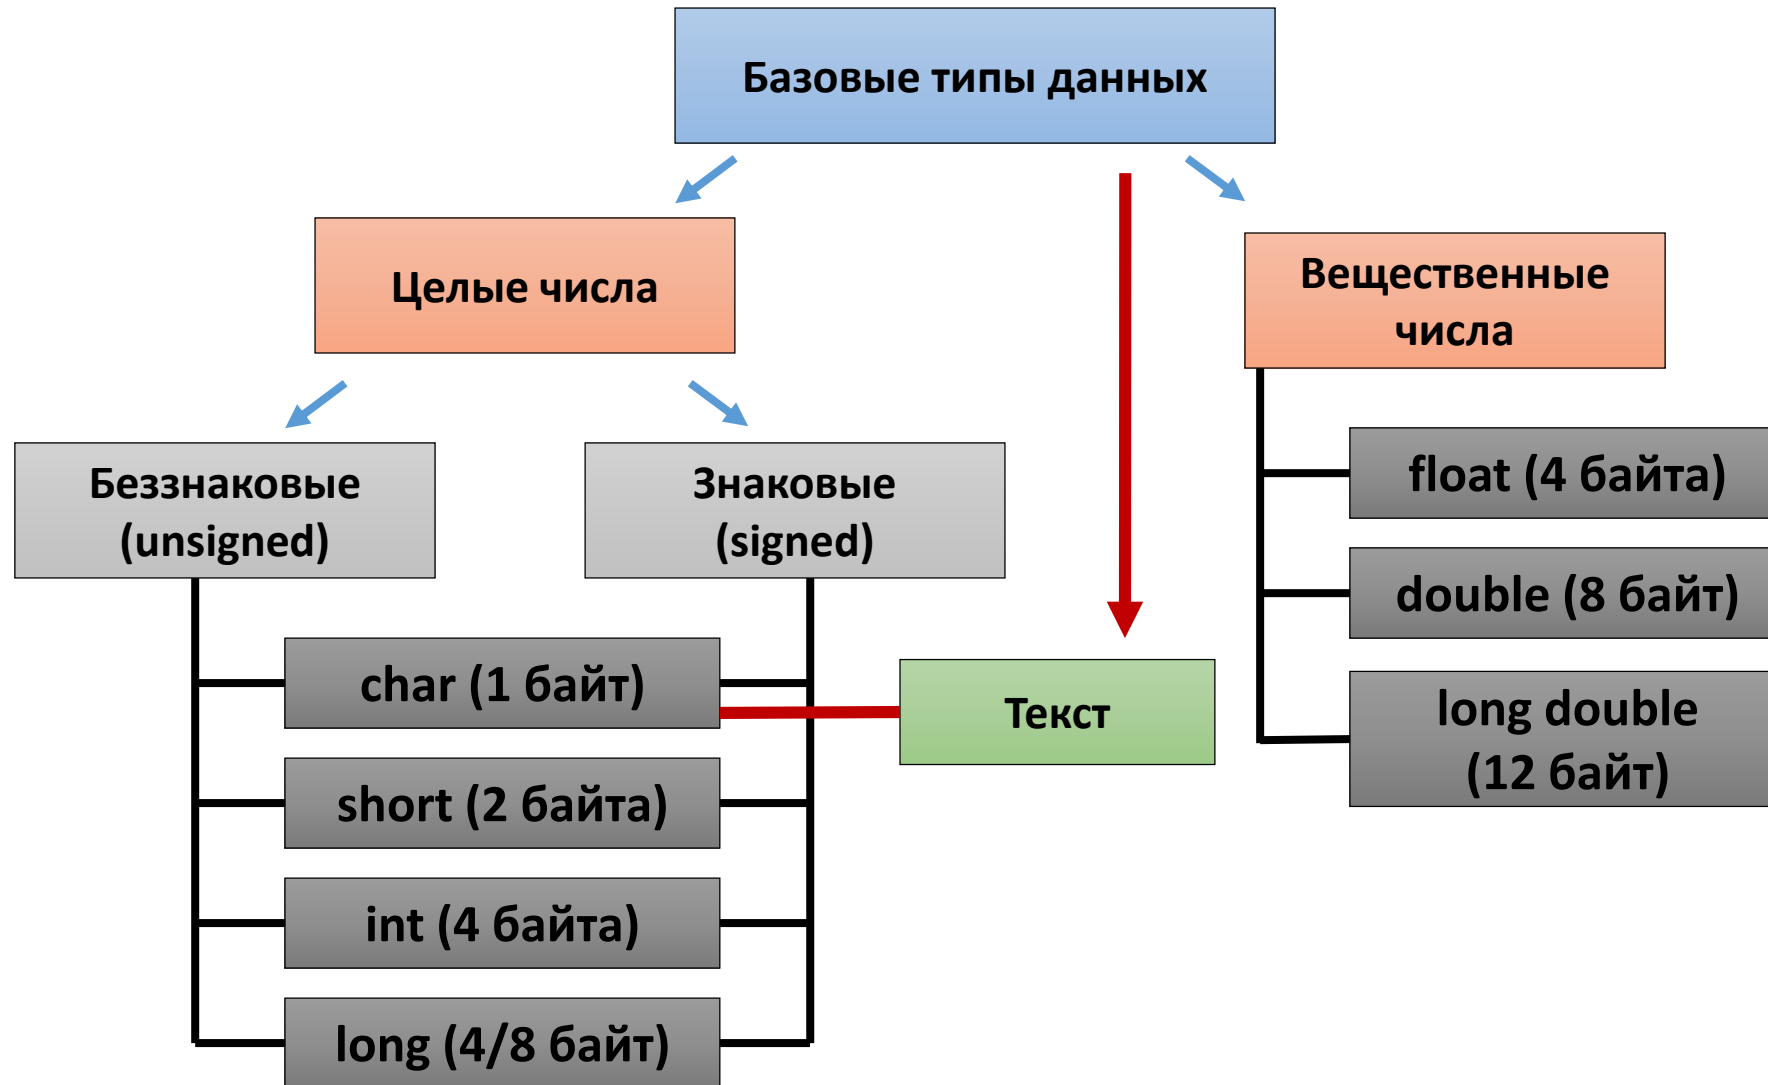 Базовые типы данных
Целые числа
Вещественные
числа
Беззнаковые
(unsigned)
Знаковые
(signed)
float (4 байта)
double (8 байт)
long double
(12 байт)
char (1 байт)
Текст
short (2 байта)
int (4 байта)
long (4/8 байт)